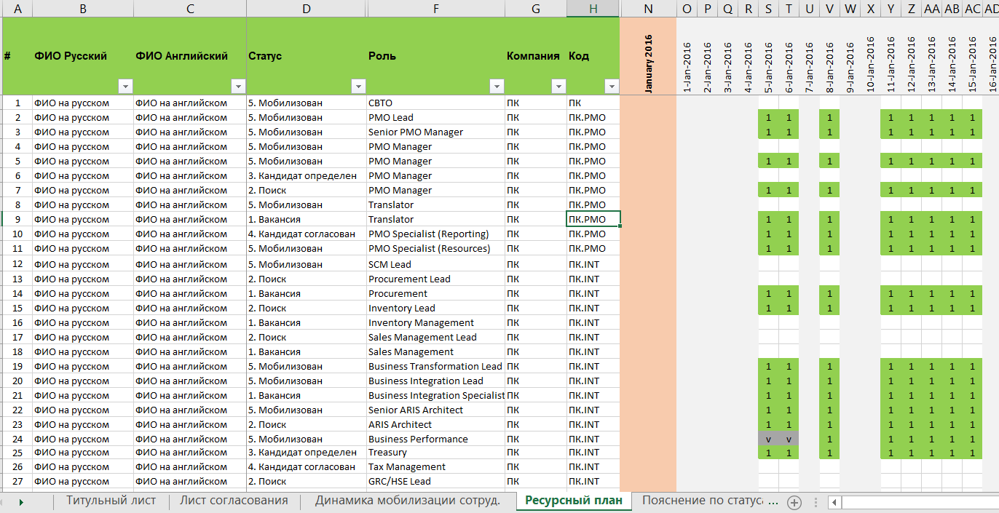 A B C D F G H N O P Q R S T U V W X Y Z AA AB AC AD
# ФИО Русский ФИО Английский Статус Роль Компания Код January 2016 1-Jan-2016 2-Jan-2016 3-Jan-2016 4-Jan-2016 5-Jan-2016 6-Jan-2016 7-Jan-2016 8-Jan-2016 9-Jan-2016 10-Jan-2016 11-Jan-2016 12-Jan-2016 13-Jan-2016 14-Jan-2016 15-Jan-2016 16-Jan-2016
1 ФИО на русском ФИО на английском 5. Мобилизован СВТО ПК ПК
2 ФИО на русском ФИО на английском 5. Мобилизован PMO Lead ПК ПК.PMO 1 1 1 1 1 1 1 1
3 ФИО на русском ФИО на английском 5. Мобилизован Senior PMO Manager ПК ПК.PMO 1 1 1 1 1 1 1 1
4 ФИО на русском ФИО на английском 5. Мобилизован PMO Manager ПК ПК.PMO
5 ФИО на русском ФИО на английском 5. Мобилизован PMO Manager ПК ПК.PMO 1 1 1 1 1 1 1 1
6 ФИО на русском ФИО на английском 3. Кандидат определен PMO Manager ПК ПК.PMO
7 ФИО на русском ФИО на английском 2. Поиск PMO Manager ПК ПК.PMO 1 1 1 1 1 1 1 1
8 ФИО на русском ФИО на английском 5. Мобилизован Translator ПК ПК.PMO
9 ФИО на русском ФИО на английском 1. Вакансия Translator ПК ПК.PMO 1 1 1 1 1 1 1 1
10 ФИО на русском ФИО на английском 4. Кандидат согласован PMO Specialist (Reporting) ПК ПК.PMO 1 1 1 1 1 1 1 1
11 ФИО на русском ФИО на английском 5. Мобилизован PMO Specialist (Resources) ПК ПК.PMO 1 1 1 1 1 1 1 1
12 ФИО на русском ФИО на английском 5. Мобилизован SCM Lead ПК ПК.INT
13 ФИО на русском ФИО на английском 2. Поиск Procurement Lead ПК ПК.INT
14 ФИО на русском ФИО на английском 1. Вакансия Procurement ПК ПК.INT 1 1 1 1 1 1 1 1
15 ФИО на русском ФИО на английском 2. Поиск Inventory Lead ПК ПК.INT 1 1 1 1 1 1 1 1
16 ФИО на русском ФИО на английском 1. Вакансия Inventory Management ПК ПК.INT
17 ФИО на русском ФИО на английском 2. Поиск Sales Management Lead ПК ПК.INT
18 ФИО на русском ФИО на английском 1. Вакансия Sales Management ПК ПК.INT
19 ФИО на русском ФИО на английском 5. Мобилизован Business Transformation Lead ПК ПК.INT 1 1 1 1 1 1 1 1
20 ФИО на русском ФИО на английском 5. Мобилизован Business Integration Lead ПК ПК.INT 1 1 1 1 1 1 1 1
21 ФИО на русском ФИО на английском 1. Вакансия Business Integration Specialist ПК ПК.INT 1 1 1 1 1 1 1 1
22 ФИО на русском ФИО на английском 5. Мобилизован Senior ARIS Architect ПК ПК.INT 1 1 1 1 1 1 1 1
23 ФИО на русском ФИО на английском 2. Поиск ARIS Architect ПК ПК.INT 1 1 1 1 1 1 1 1
24 ФИО на русском ФИО на английском 5. Мобилизован Business Performance ПК ПК.INT v v 1 1 1 1 1 1
25 ФИО на русском ФИО на английском 3. Кандидат определен Treasury ПК ПК.INT 1 1 1 1 1 1 1 1
26 ФИО на русском ФИО на английском 4. Кандидат согласован Tax Management ПК ПК.INT
27 ФИО на русском ФИО на английском 2. Поиск GRC/HSE Lead ПК ПК.INT
Титульный лист Лист согласования Динамика мобилизации сотруд. Ресурсный план Пояснение по статуса ...